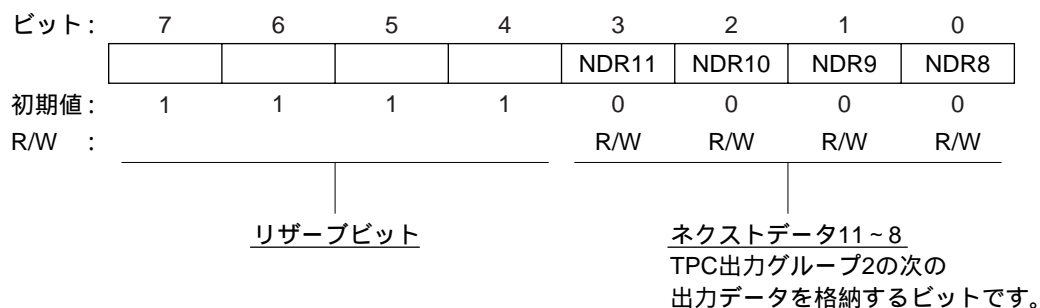 ビット: 7 6 5 4 3 2 1 0
NDR11 NDR10 NDR9 NDR8
初期値: 1 1 1 1 0 0 0 0
R/W : R/W R/W R/W R/W
リザーブビット
ネクストデータ11~8
TPC出力グループ2の次の
出力データを格納するビットです。